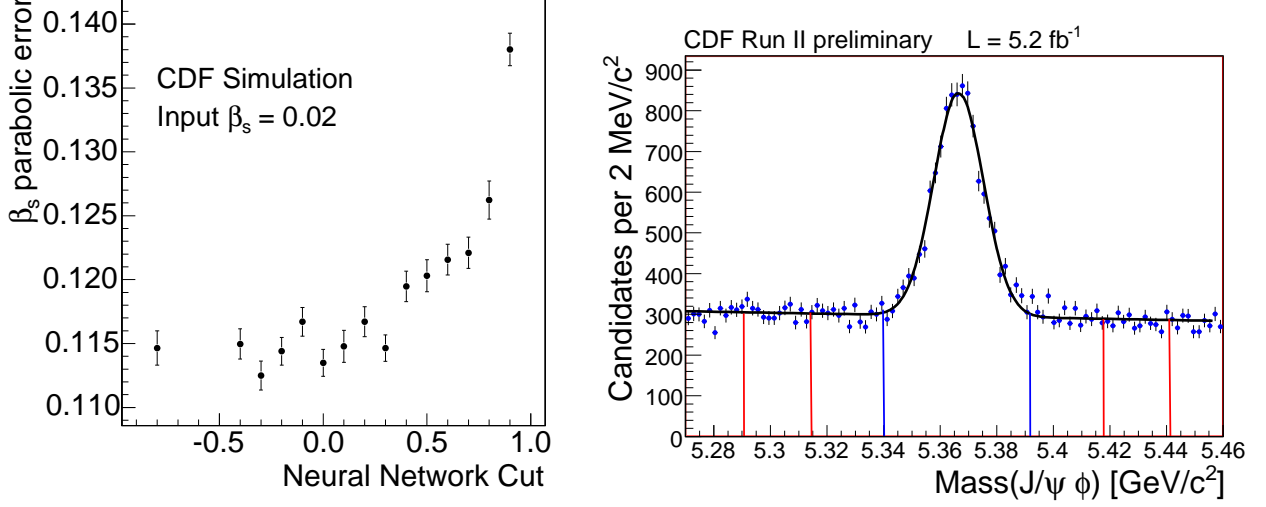 β_s parabolic error
0.140
0.135
0.130
0.125
0.120
0.115
0.110
CDF Simulation
Input β_s = 0.02
-0.5 0.0 0.5 1.0
Neural Network Cut
CDF Run II preliminary L = 5.2 fb⁻¹
Candidates per 2 MeV/c²
900
800
700
600
500
400
300
200
100
0
5.28 5.3 5.32 5.34 5.36 5.38 5.4 5.42 5.44 5.46
Mass(J/ψ ϕ) [GeV/c²]